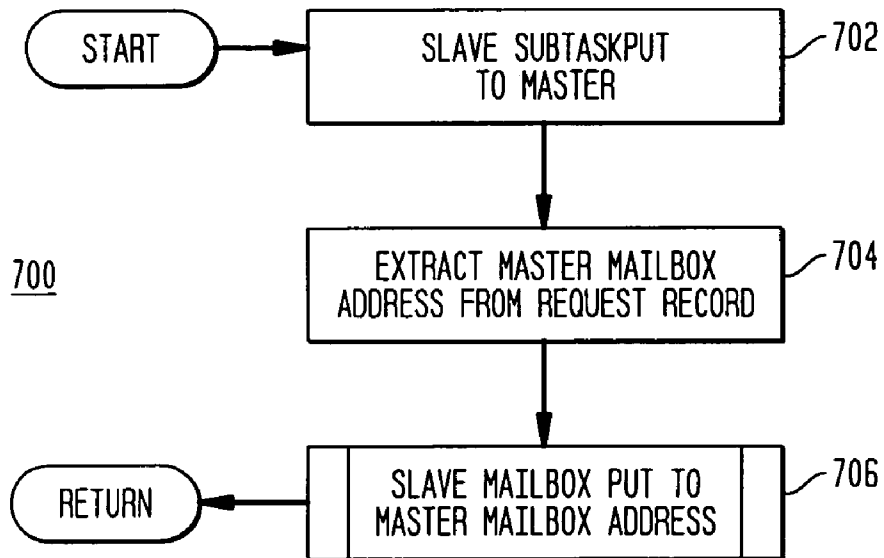 START
SLAVE SUBTASKPUT
TO MASTER
702
700
EXTRACT MASTER MAILBOX
ADDRESS FROM REQUEST RECORD
704
RETURN
SLAVE MAILBOX PUT TO
MASTER MAILBOX ADDRESS
706